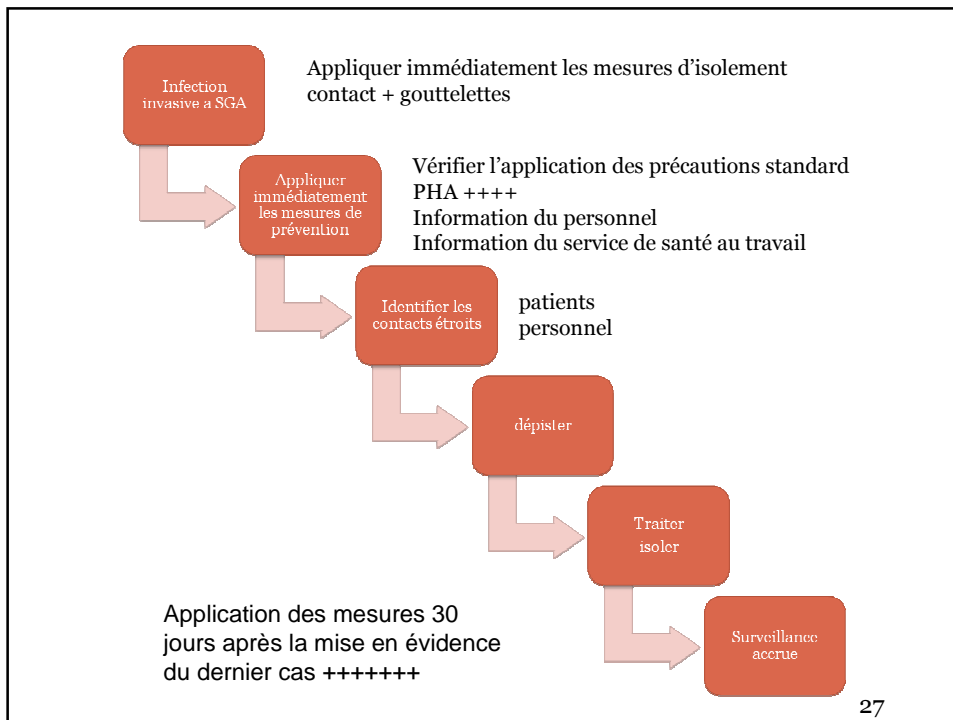 Infection
invasive a SGA
Appliquer immédiatement les mesures d'isolement
contact + gouttelettes
Appliquer
immédiatement
les mesures de
prévention
Vérifier l'application des précautions standard
PHA ++++
Information du personnel
Information du service de santé au travail
Identifier les
contacts étroits
patients
personnel
dépister
Traiter
isoler
Surveillance
accrue
Application des mesures 30
jours après la mise en évidence
du dernier cas +++++++
27